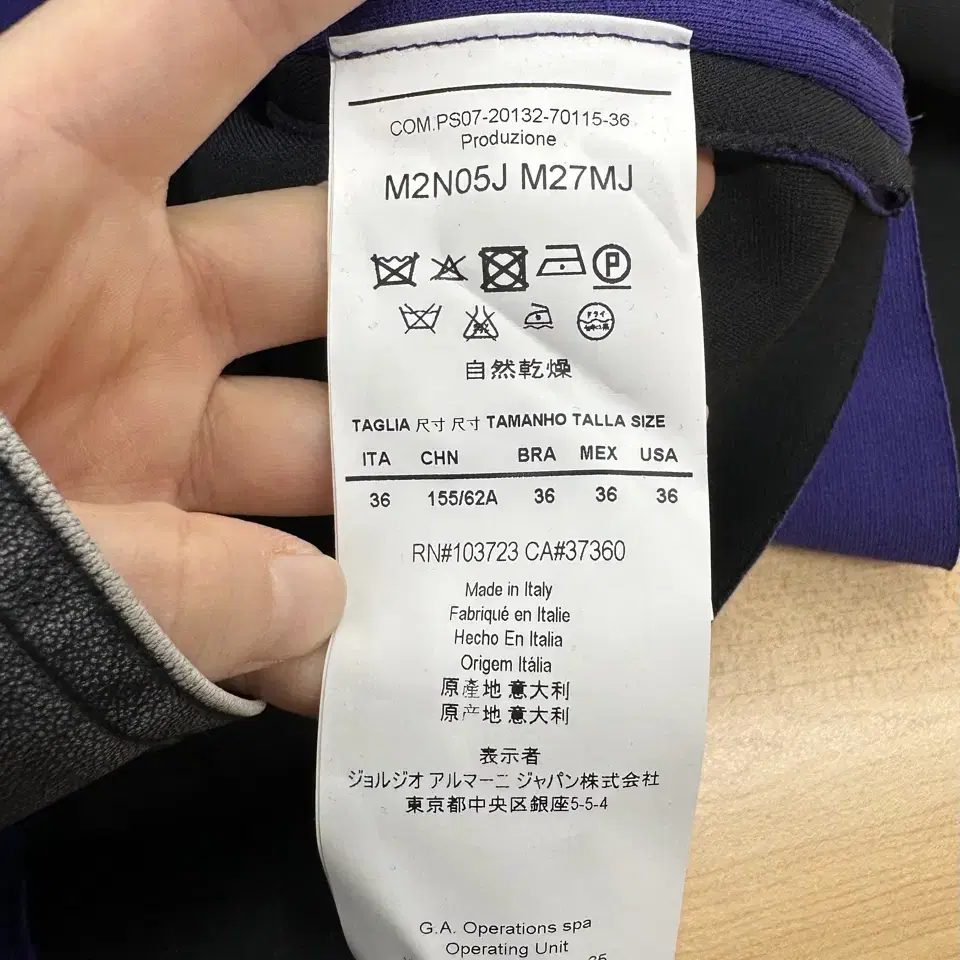 COM.PS07-20132-70115-36
Produzione
M2N05J M27MJ
P
自然乾燥
TAGLIA 尺寸 尺寸 TAMANHO TALLA SIZE
ITA CHN BRA MEX USA
36 155/62A 36 36 36
RN#103723 CA#37360
Made in Italy
Fabriqué en Italie
Hecho En Italia
Origem Itália
原產地 意大利
原产地 意大利
表示者
ジョルジオ アルマーニ ジャパン株式会社
東京都中央区銀座5-5-4
G.A. Operations spa
Operating Unit